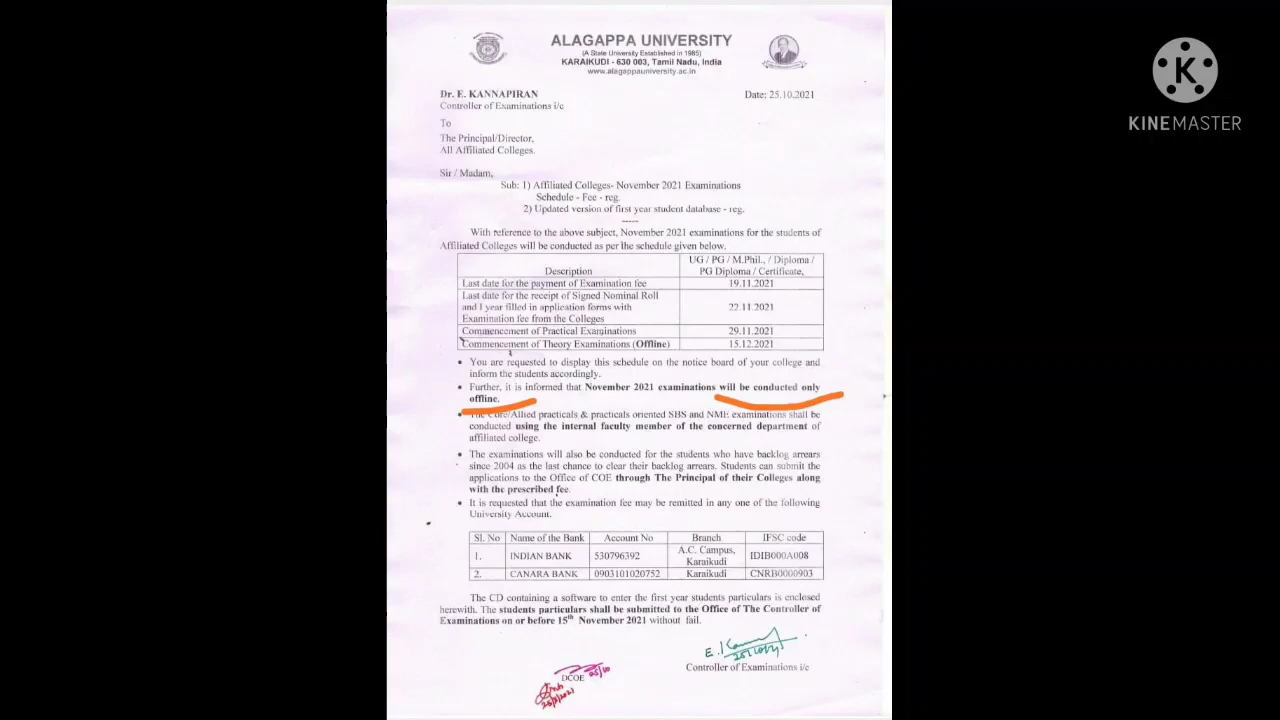 ALAGAPPA UNIVERSITY
(A State University Established in 1985)
KARAIKUDI - 630 003, Tamil Nadu, India
www.alagappauniversity.ac.in
K
KINEMASTER
Dr. E. KANNAPIRAN
Date: 25.10.2021
Controller of Examinations i/c
To
The Principal/Director,
All Affiliated Colleges.
Sir / Madam,
Sub: 1) Affiliated Colleges- November 2021 Examinations
Schedule - Fee - reg.
2) Updated version of first year student database - reg.
-----
With reference to the above subject, November 2021 examinations for the students of
Affiliated Colleges will be conducted as per the schedule given below.
Description
UG / PG / M.Phil., / Diploma /
PG Diploma / Certificate,
Last date for the payment of Examination fee 19.11.2021
Last date for the receipt of Signed Nominal Roll
and I year filled in application forms with
Examination fee from the Colleges
22.11.2021
Commencement of Practical Examinations 29.11.2021
Commencement of Theory Examinations (Offline) 15.12.2021
• You are requested to display this schedule on the notice board of your college and
inform the students accordingly.
• Further, it is informed that November 2021 examinations will be conducted only
offline.
• The Core/Allied practicals & practicals oriented SBS and NME examinations shall be
conducted using the internal faculty member of the concerned department of
affiliated college.
• The examinations will also be conducted for the students who have backlog arrears
since 2004 as the last chance to clear their backlog arrears. Students can submit the
applications to the Office of COE through The Principal of their Colleges along
with the prescribed fee.
• It is requested that the examination fee may be remitted in any one of the following
University Account.
Sl. No Name of the Bank Account No Branch IFSC code
1. INDIAN BANK 530796392 A.C. Campus, Karaikudi IDIB000A008
2. CANARA BANK 0903101020752 Karaikudi CNRB0000903
The CD containing a software to enter the first year students particulars is enclosed
herewith. The students particulars shall be submitted to the Office of The Controller of
Examinations on or before 15th November 2021 without fail.
Controller of Examinations i/c
DCOE